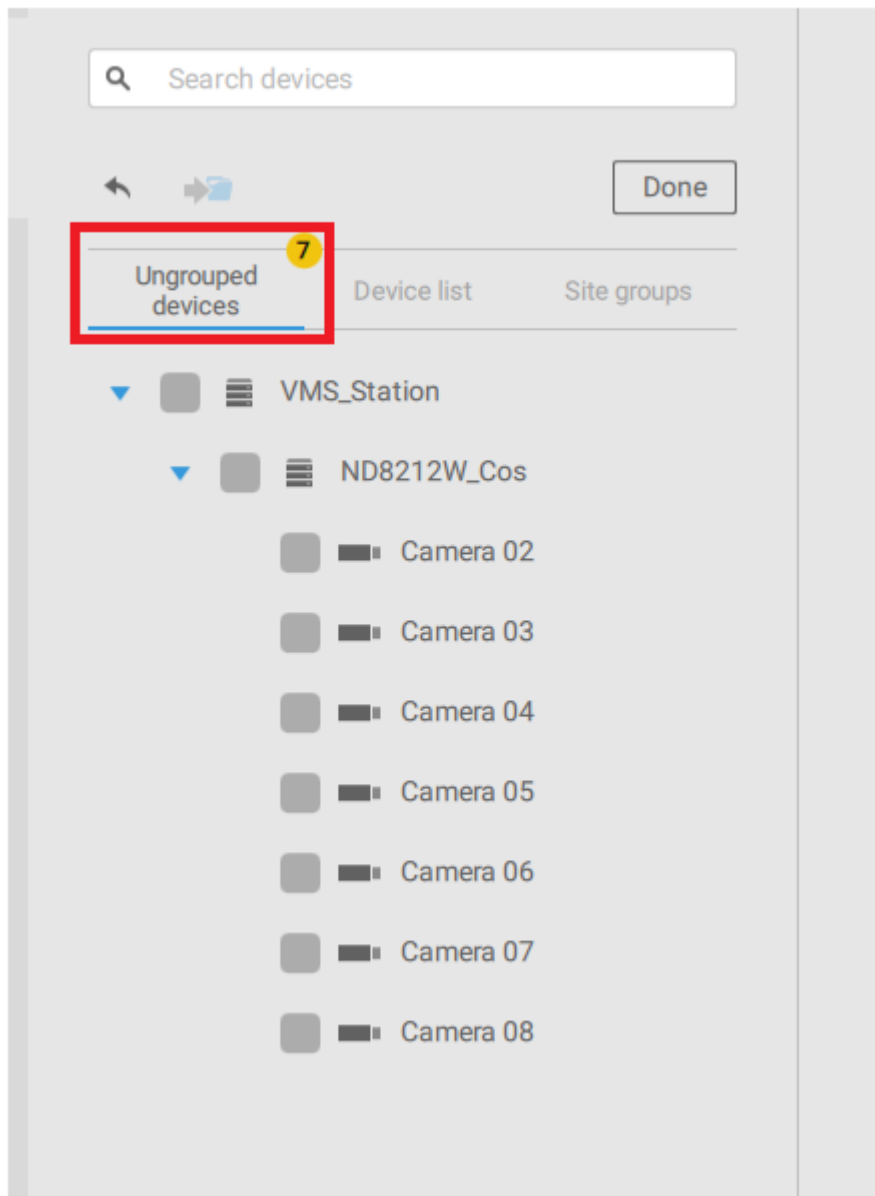 Search devices
Done
7
Ungrouped
devices
Device list
Site groups
VMS_Station
ND8212W_Cos
Camera 02
Camera 03
Camera 04
Camera 05
Camera 06
Camera 07
Camera 08